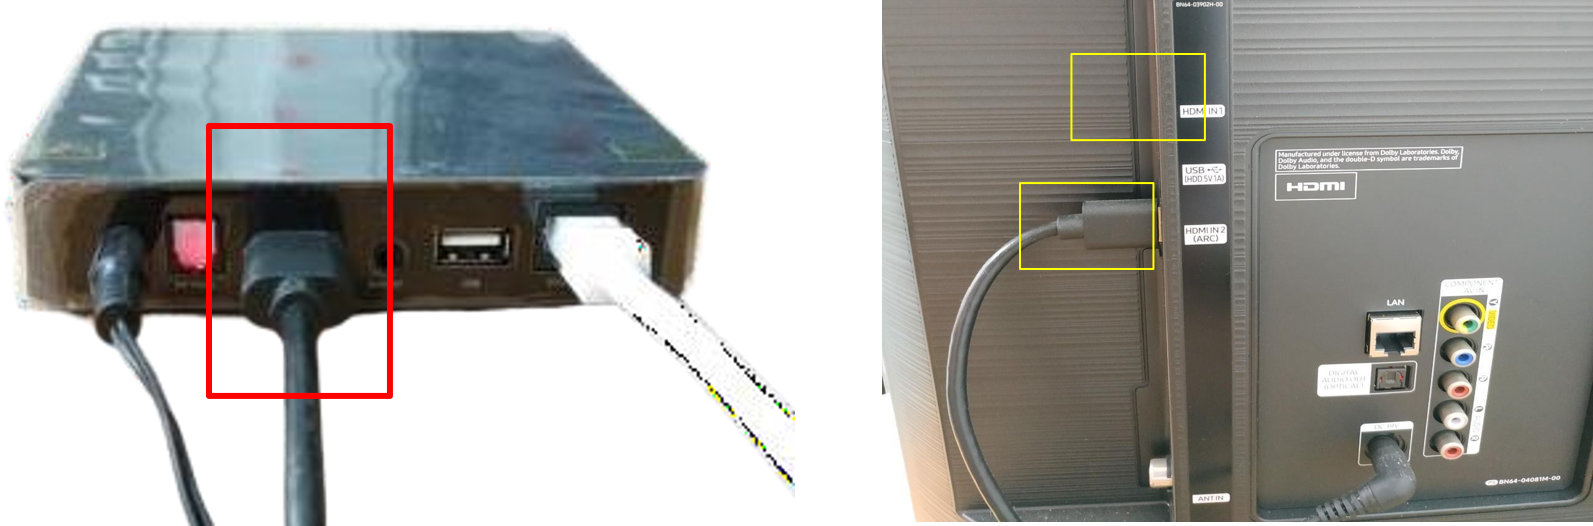 BN64-03902H-00
HDMI IN 1
USB
(HDD 5V 1A)
HDMI IN 2
(ARC)
ANT IN
Manufactured under license from Dolby Laboratories. Dolby,
Dolby Audio, and the double-D symbol are trademarks of
Dolby Laboratories.
HDMI
LAN
COMPONENT
AV IN
VIDEO
DIGITAL
AUDIO OUT
(OPTICAL)
DC 19V
BN64-04081M-00